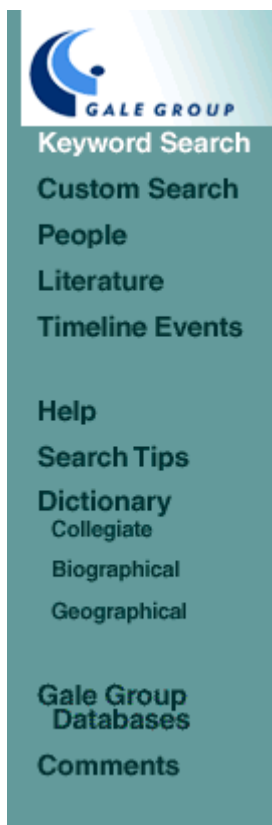 GALE GROUP
Keyword Search
Custom Search
People
Literature
Timeline Events
Help
Search Tips
Dictionary
Collegiate
Biographical
Geographical
Gale Group
Databases
Comments